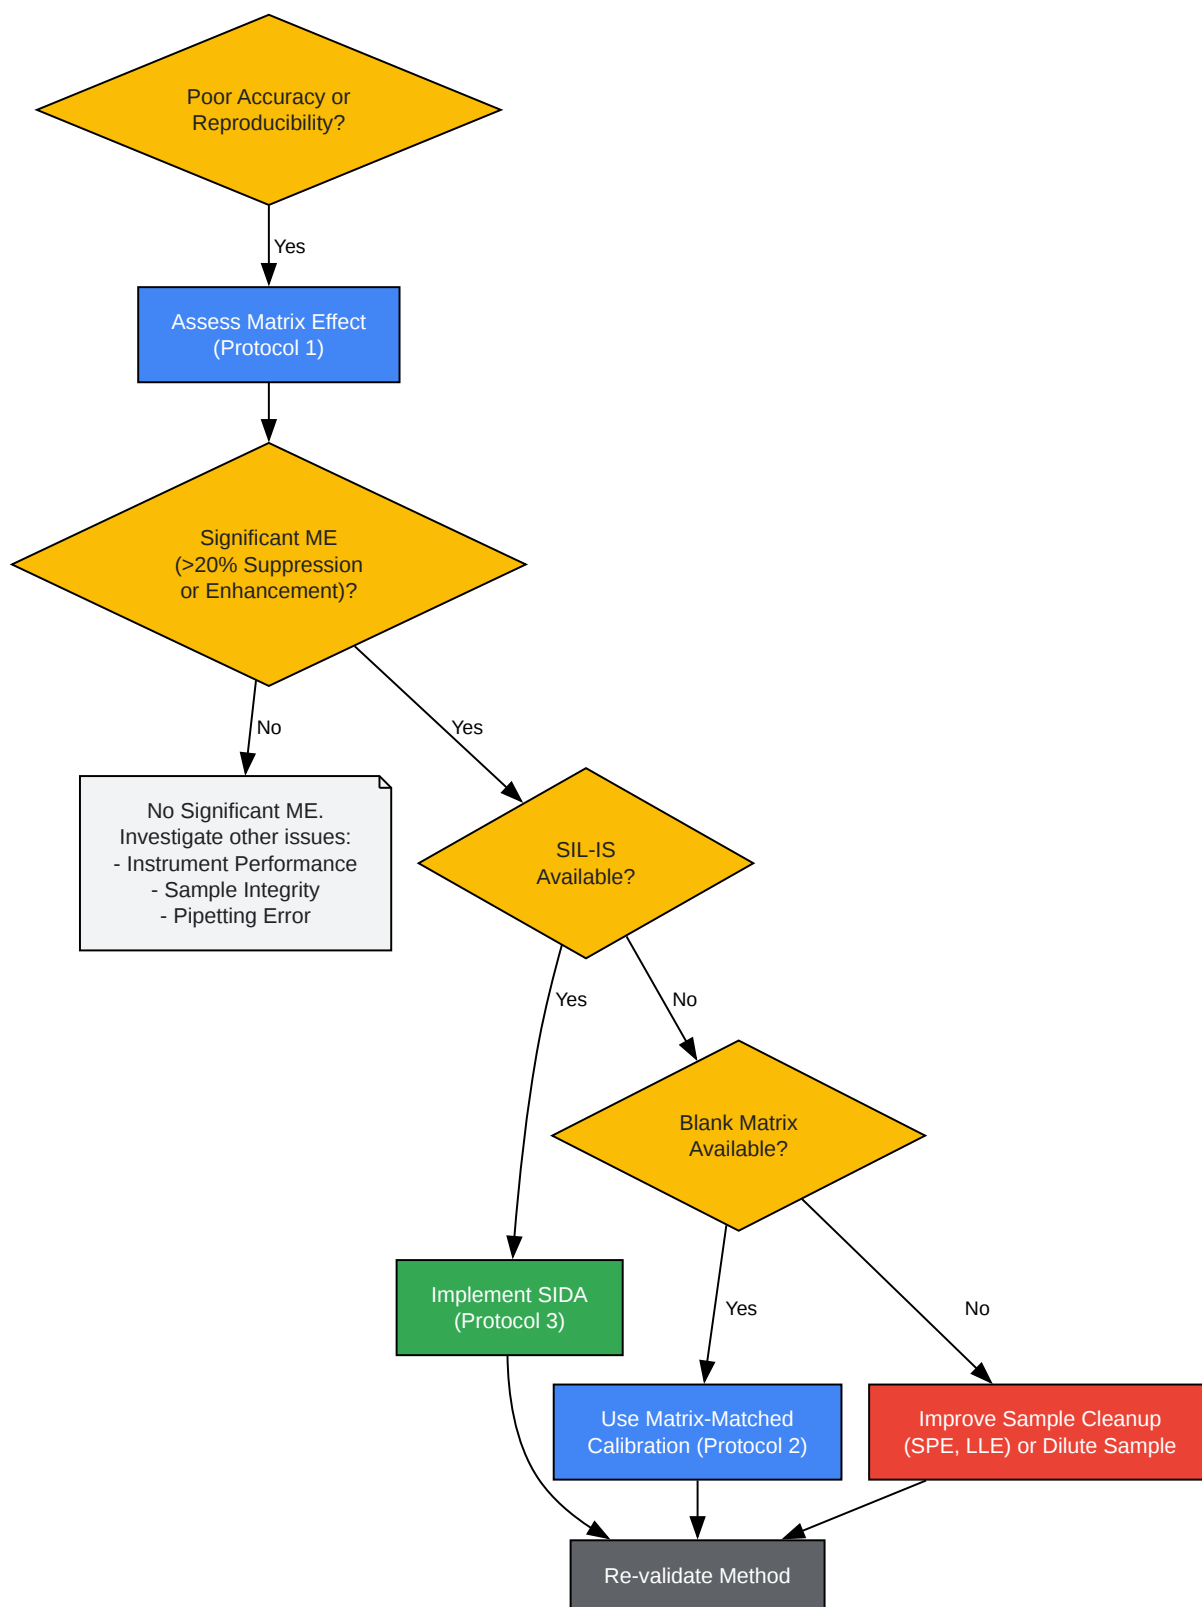 Poor Accuracy or
Reproducibility?
Yes
Assess Matrix Effect
(Protocol 1)
Significant ME
(>20% Suppression
or Enhancement)?
No
Yes
No Significant ME.
Investigate other issues:
- Instrument Performance
- Sample Integrity
- Pipetting Error
SIL-IS
Available?
Yes
No
Blank Matrix
Available?
Yes
No
Implement SIDA
(Protocol 3)
Use Matrix-Matched
Calibration (Protocol 2)
Improve Sample Cleanup
(SPE, LLE) or Dilute Sample
Re-validate Method